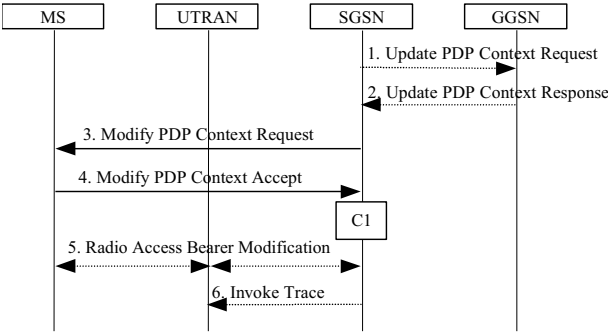 MS
UTRAN
SGSN
GGSN
1. Update PDP Context Request
2. Update PDP Context Response
3. Modify PDP Context Request
4. Modify PDP Context Accept
C1
5. Radio Access Bearer Modification
6. Invoke Trace